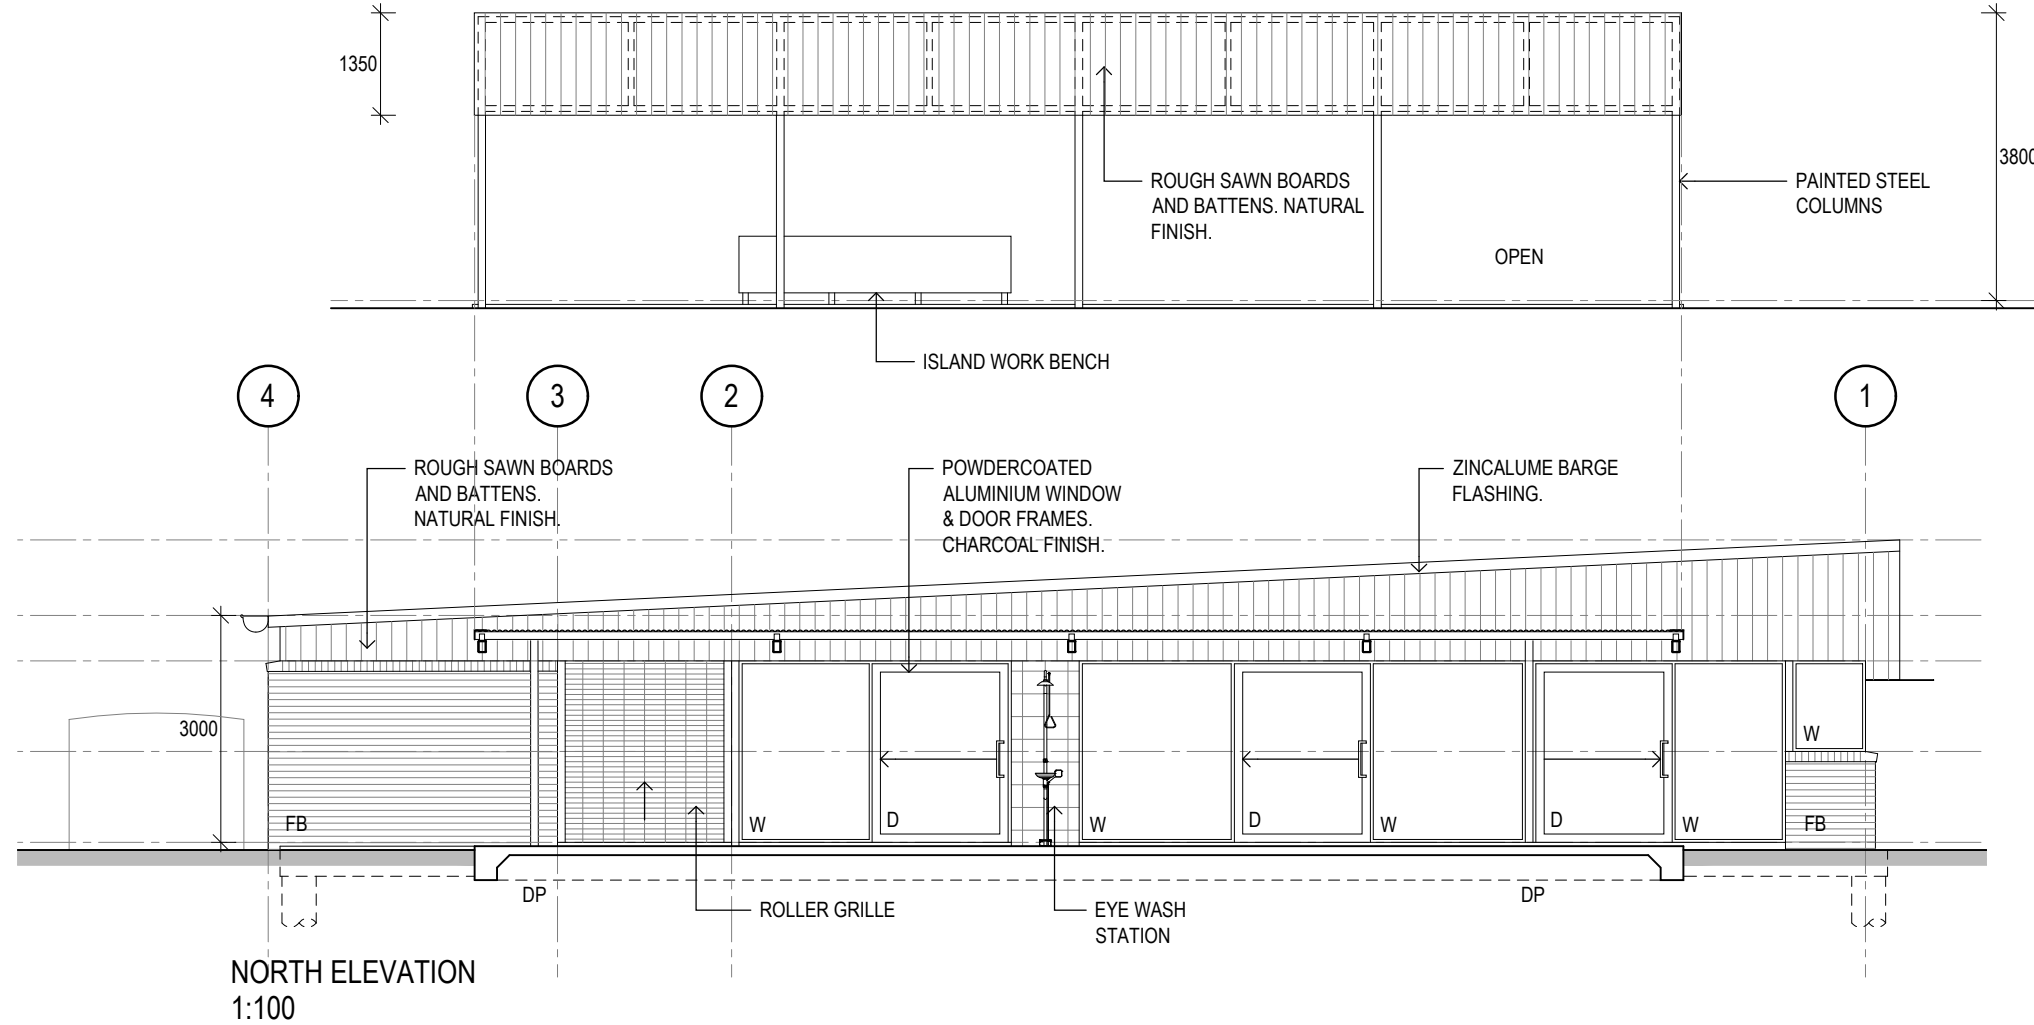 1350
3800
ROUGH SAWN BOARDS
AND BATTENS. NATURAL
FINISH.
PAINTED STEEL
COLUMNS
OPEN
ISLAND WORK BENCH
4
3
2
1
ROUGH SAWN BOARDS
AND BATTENS.
NATURAL FINISH.
POWDERCOATED
ALUMINIUM WINDOW
& DOOR FRAMES.
CHARCOAL FINISH.
ZINCALUME BARGE
FLASHING.
3000
W
FB
W
D
W
D
W
D
W
FB
DP
DP
ROLLER GRILLE
EYE WASH
STATION
NORTH ELEVATION
1:100